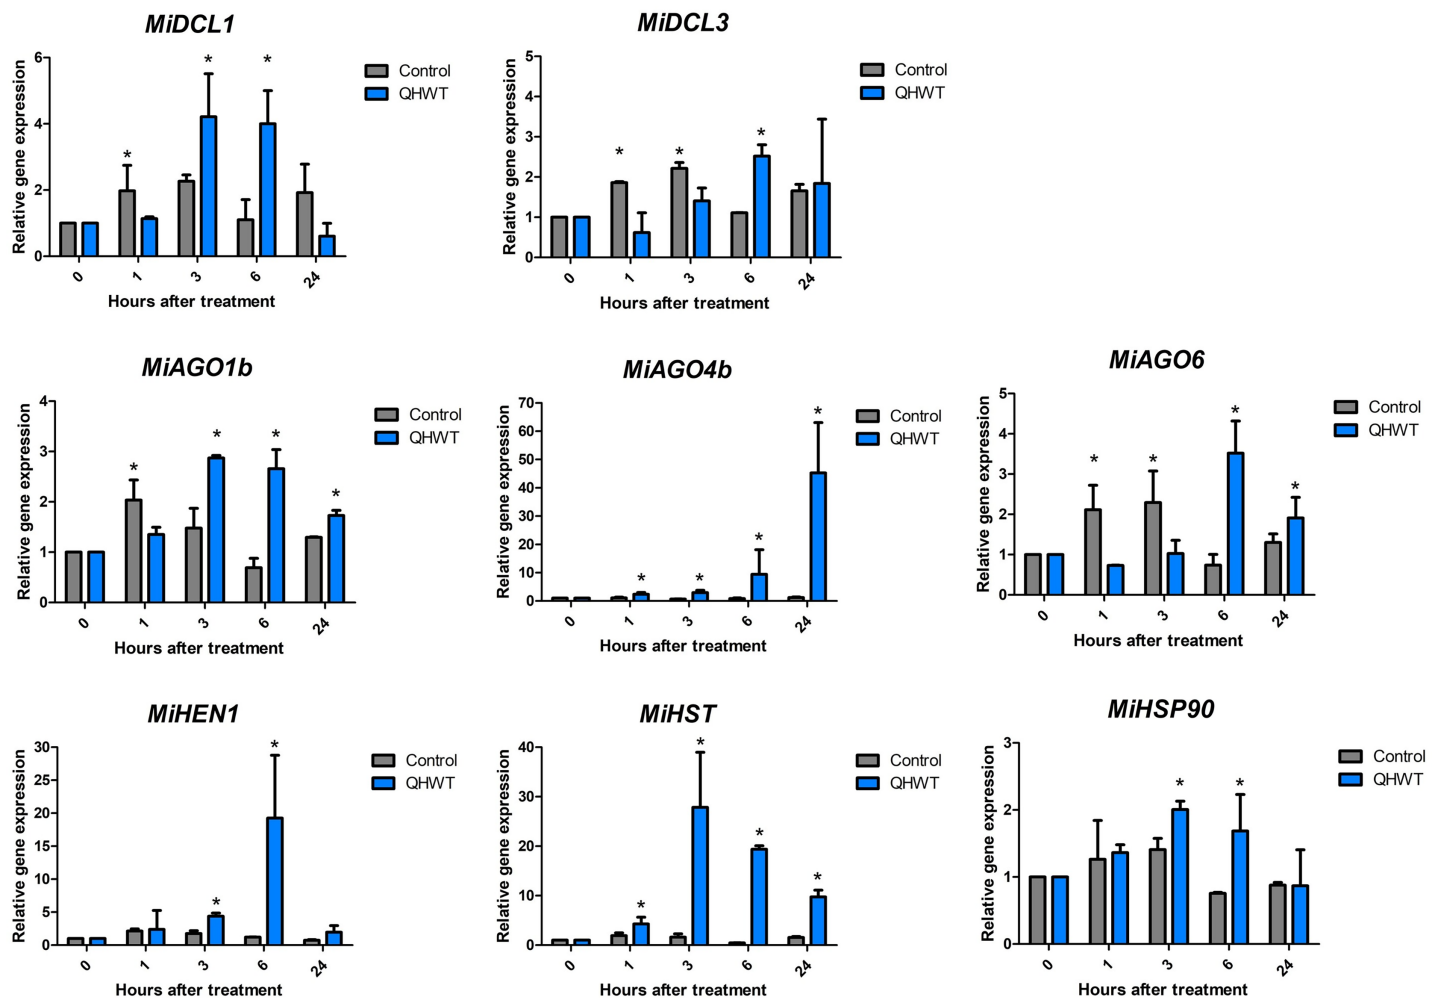 MiDCL1
Relative gene expression
6
4
2
0
* * *
0 1 3 6 24
Hours after treatment
Control
QHWT
MiDCL3
Relative gene expression
5
4
3
2
1
0
* * *
0 1 3 6 24
Hours after treatment
Control
QHWT
MiAGO1b
Relative gene expression
4
3
2
1
0
* * * *
0 1 3 6 24
Hours after treatment
Control
QHWT
MiAGO4b
Relative gene expression
70
60
50
40
30
20
10
0
* * * *
0 1 3 6 24
Hours after treatment
Control
QHWT
MiAGO6
Relative gene expression
5
4
3
2
1
0
* * * *
0 1 3 6 24
Hours after treatment
Control
QHWT
MiHEN1
Relative gene expression
30
25
20
15
10
5
0
* *
0 1 3 6 24
Hours after treatment
Control
QHWT
MiHST
Relative gene expression
40
30
20
10
0
* * * *
0 1 3 6 24
Hours after treatment
Control
QHWT
MiHSP90
Relative gene expression
3
2
1
0
* *
0 1 3 6 24
Hours after treatment
Control
QHWT